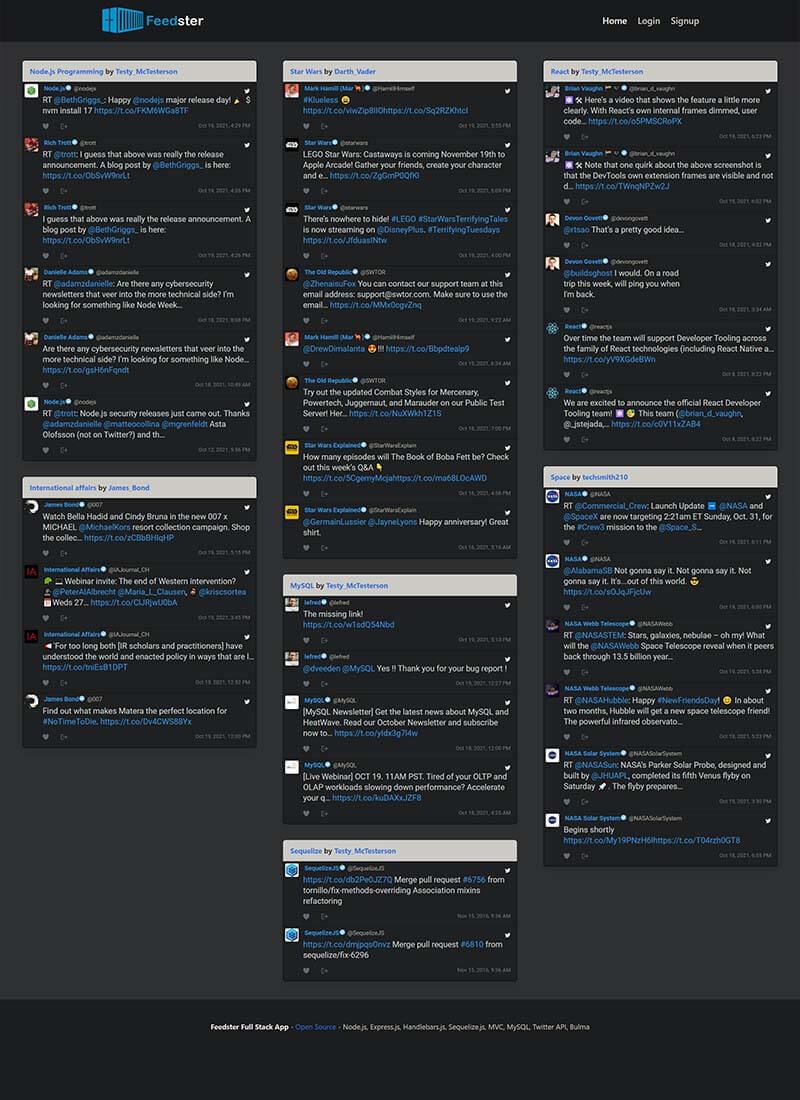 Feedster
Home Login Signup
Node.js Programming by Testy_McTesterson
Node.js @nodejs
RT @BethGriggs_: Happy @nodejs major release day! $
nvm install 17 https://t.co/FKM6WGa8TF
Oct 19, 2021, 4:29 PM
Rich Trott @trott
RT @trott: I guess that above was really the release
announcement. A blog post by @BethGriggs_ is here:
https://t.co/ObSvW9nrLt
Oct 19, 2021, 4:26 PM
Rich Trott @trott
I guess that above was really the release announcement. A
blog post by @BethGriggs_ is here:
https://t.co/ObSvW9nrLt
Oct 19, 2021, 4:26 PM
Danielle Adams @adamzdanielle
RT @adamzdanielle: Are there any cybersecurity
newsletters that veer into the more technical side? I'm
looking for something like Node Week...
Oct 18, 2021, 8:08 PM
Danielle Adams @adamzdanielle
Are there any cybersecurity newsletters that veer into the
more technical side? I'm looking for something like Node...
https://t.co/gsH6nFqndt
Oct 18, 2021, 10:49 AM
Node.js @nodejs
RT @trott: Node.js security releases just came out. Thanks
@adamzdanielle @matteocollina @mgrenfeldt Asta
Olofsson (not on Twitter?) and th...
Oct 12, 2021, 5:56 PM
International affairs by James_Bond
James Bond @007
Watch Bella Hadid and Cindy Bruna in the new 007 x
MICHAEL @MichaelKors resort collection campaign. Shop
the collec... https://t.co/zCBbBHIqHP
Oct 19, 2021, 5:15 PM
International Affairs @IAJournal_CH
Webinar invite: The end of Western intervention?
@PeterAlAlbrecht @Maria_L_Clausen, @kriscsortea
Weds 27... https://t.co/CIJRjwU0bA
Oct 19, 2021, 3:45 PM
International Affairs @IAJournal_CH
'For too long both [IR scholars and practitioners] have
understood the world and enacted policy in ways that are l...
https://t.co/tniEsB1DPT
Oct 19, 2021, 12:52 PM
James Bond @007
Find out what makes Matera the perfect location for
#NoTimeToDie. https://t.co/Dv4CWS88Yx
Oct 19, 2021, 12:00 PM
Star Wars by Darth_Vader
Mark Hamill (Mar @HamillHimself
#Klueless
https://t.co/viwZip8IIOhttps://t.co/Sq2RZKhtcI
Oct 19, 2021, 5:55 PM
Star Wars @starwars
LEGO Star Wars: Castaways is coming November 19th to
Apple Arcade! Gather your friends, create your character
and e... https://t.co/ZgGmP0QfKl
Oct 19, 2021, 5:09 PM
Star Wars @starwars
There's nowhere to hide! #LEGO #StarWarsTerrifyingTales
is now streaming on @DisneyPlus. #TerrifyingTuesdays
https://t.co/JfduasINtw
Oct 19, 2021, 4:00 PM
The Old Republic @SWTOR
@ZhenaisuFox You can contact our support team at this
email address: support@swtor.com. Make sure to use the
email... https://t.co/MMx0cgvZnq
Oct 19, 2021, 9:22 AM
Mark Hamill (Mar @HamillHimself
@DrewDimalanta !!! https://t.co/Bbpdtealp9
Oct 19, 2021, 6:34 AM
The Old Republic @SWTOR
Try out the updated Combat Styles for Mercenary,
Powertech, Juggernaut, and Marauder on our Public Test
Server! Her... https://t.co/NuXWkh1Z1S
Oct 18, 2021, 7:00 PM
Star Wars Explained @StarWarsExplain
How many episodes will The Book of Boba Fett be? Check
out this week's Q&A
https://t.co/5CgemyMcjahttps://t.co/ma68LOcAWD
Oct 16, 2021, 4:56 PM
Star Wars Explained @StarWarsExplain
@GermainLussier @JayneLyons Happy anniversary! Great
shirt.
Oct 16, 2021, 5:16 AM
MySQL by Testy_McTesterson
lefred @lefred
The missing link!
https://t.co/w1sdQ54Nbd
Oct 19, 2021, 5:13 PM
lefred @lefred
@dveeden @MySQL Yes !! Thank you for your bug report !
Oct 19, 2021, 12:27 PM
MySQL @MySQL
[MySQL Newsletter] Get the latest news about MySQL and
HeatWave. Read our October Newsletter and subscribe
now to... https://t.co/yIdx3g7l4w
Oct 18, 2021, 12:00 PM
MySQL @MySQL
[Live Webinar] OCT 19. 11AM PST. Tired of your OLTP and
OLAP workloads slowing down performance? Accelerate
your q... https://t.co/kuDAXxJZF8
Oct 18, 2021, 4:25 AM
Sequelize by Testy_McTesterson
SequelizeJS @SequelizeJS
https://t.co/db2Pe0JZ7Q Merge pull request #6756 from
tornillo/fix-methods-overriding Association mixins
refactoring
Nov 15, 2016, 9:36 AM
SequelizeJS @SequelizeJS
https://t.co/dmjpqsOnvz Merge pull request #6810 from
sequelize/fix-6296
Nov 15, 2016, 9:36 AM
React by Testy_McTesterson
Brian Vaughn @brian_d_vaughn
Here's a video that shows the feature a little more
clearly. With React's own internal frames dimmed, user
code... https://t.co/o5PMSCRoPX
Oct 19, 2021, 6:23 PM
Brian Vaughn @brian_d_vaughn
Note that one quirk about the above screenshot is
that the DevTools own extension frames are visible and not
d... https://t.co/TWnqNPZw2J
Oct 19, 2021, 6:02 PM
Devon Govett @devongovett
@rtsao That's a pretty good idea...
Oct 18, 2021, 4:32 AM
Devon Govett @devongovett
@buildsghost I would. On a road
trip this week, will ping you when
I'm back.
Oct 18, 2021, 3:34 AM
React @reactjs
Over time the team will support Developer Tooling across
the family of React technologies (including React Native a...
https://t.co/yV9XGdeBWn
Oct 8, 2021, 8:22 PM
React @reactjs
We are excited to announce the official React Developer
Tooling team! This team (@brian_d_vaughn,
@_jstejada,... https://t.co/c0V11xZAB4
Oct 8, 2021, 8:22 PM
Space by techsmith210
NASA @NASA
RT @Commercial_Crew: Launch Update @NASA and
@SpaceX are now targeting 2:21am ET Sunday, Oct. 31, for
the #Crew3 mission to the @Space_S...
Oct 19, 2021, 6:11 PM
NASA @NASA
@AlabamaSB Not gonna say it. Not gonna say it. Not
gonna say it. It's...out of this world.
https://t.co/sOJqJFjcUw
Oct 19, 2021, 6:00 PM
NASA Webb Telescope @NASAWebb
RT @NASASTEM: Stars, galaxies, nebulae – oh my! What
will the @NASAWebb Space Telescope reveal when it peers
back through 13.5 billion year...
Oct 19, 2021, 5:38 PM
NASA Webb Telescope @NASAWebb
RT @NASAHubble: Happy #NewFriendsDay! In about
two months, Hubble will get a new space telescope friend!
The powerful infrared observato...
Oct 19, 2021, 5:23 PM
NASA Solar System @NASASolarSystem
RT @NASASun: NASA's Parker Solar Probe, designed and
built by @JHUAPL, completed its fifth Venus flyby on
Saturday . The flyby prepares...
Oct 19, 2021, 3:30 PM
NASA Solar System @NASASolarSystem
Begins shortly
https://t.co/My19PNzH6lhttps://t.co/T04rzh0GT8
Oct 18, 2021, 6:55 PM
Feedster Full Stack App - Open Source - Node.js, Express.js, Handlebars.js, Sequelize.js, MVC, MySQL, Twitter API, Bulma